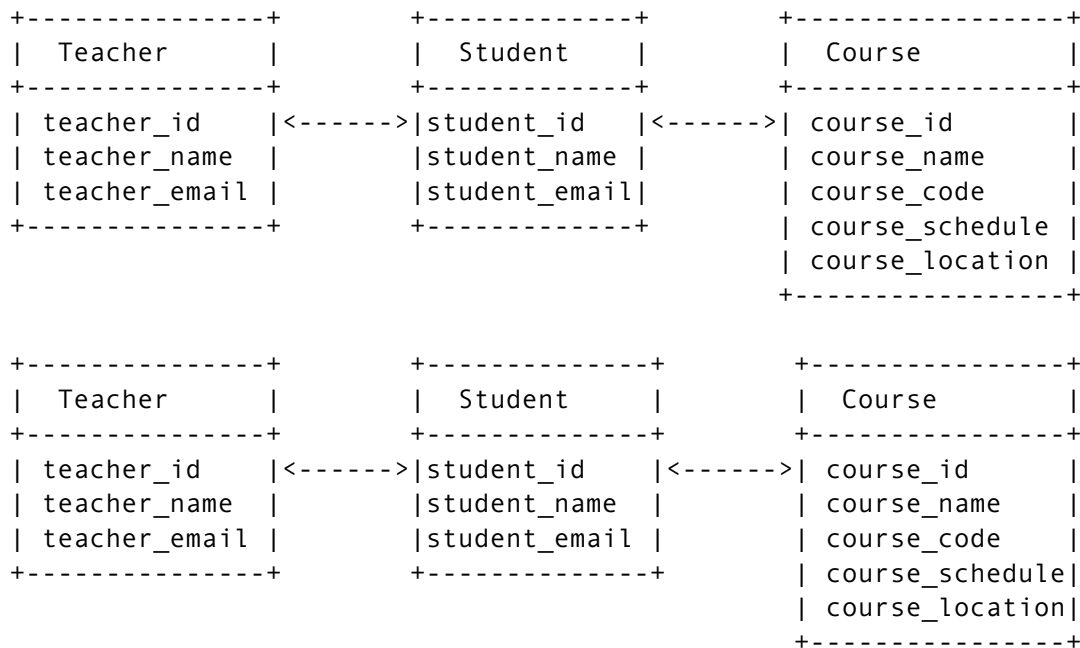 +---------------+        +-------------+        +-----------------+
|  Teacher      |        |  Student    |        |  Course         |
+---------------+        +-------------+        +-----------------+
| teacher_id    |<------>|student_id   |<------>| course_id       |
| teacher_name  |        |student_name |        | course_name     |
| teacher_email |        |student_email|        | course_code     |
+---------------+        +-------------+        | course_schedule |
                                                | course_location |
                                                +-----------------+

+---------------+        +--------------+        +----------------+
|  Teacher      |        |  Student     |        |  Course        |
+---------------+        +--------------+        +----------------+
| teacher_id    |<------>|student_id    |<------>| course_id      |
| teacher_name  |        |student_name  |        | course_name    |
| teacher_email |        |student_email |        | course_code    |
+---------------+        +--------------+        | course_schedule|
                                                 | course_location|
                                                 +----------------+